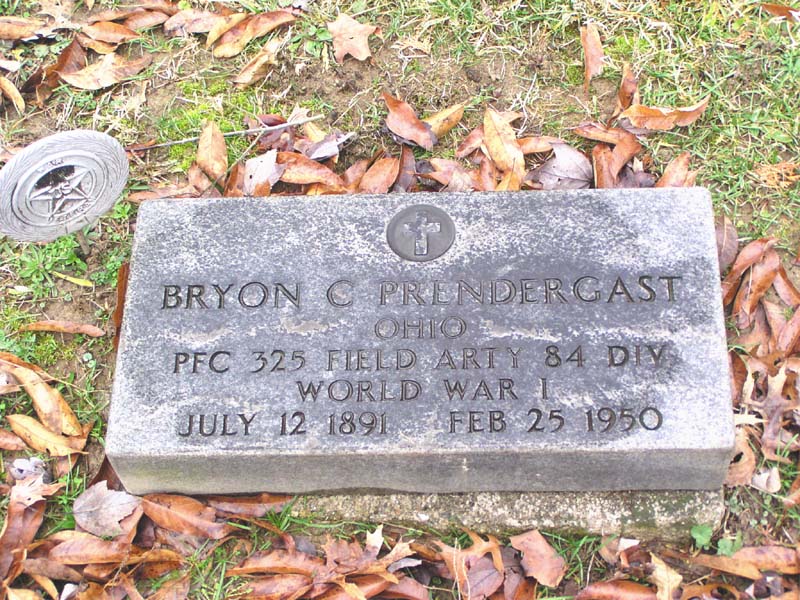 BRYON C PRENDERGAST
OHIO
PFC 325 FIELD ARTY 84 DIV
WORLD WAR I
JULY 12 1891 FEB 25 1950